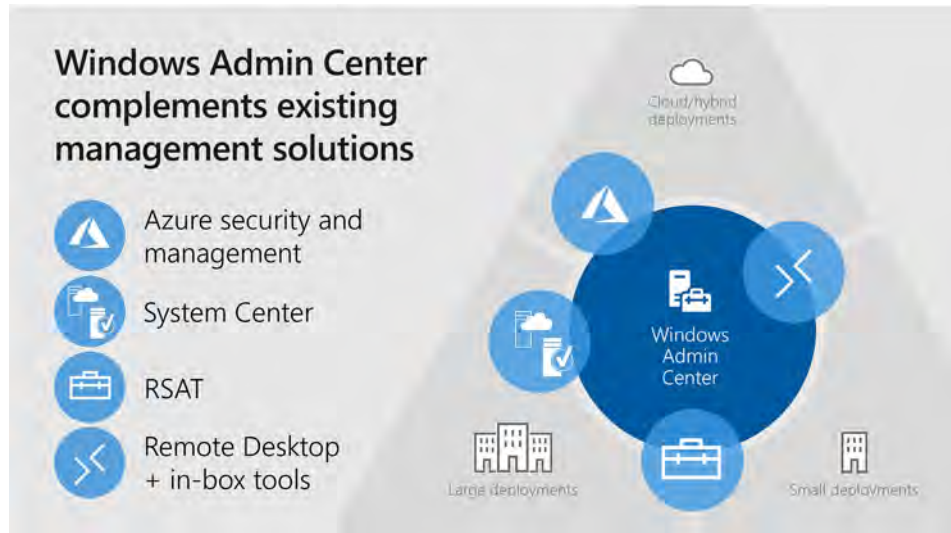 Windows Admin Center
complements existing
management solutions
Azure security and
management
System Center
RSAT
Remote Desktop
+ in-box tools
Cloud/hybrid
deployments
Windows
Admin
Center
Large deployments
Small deployments